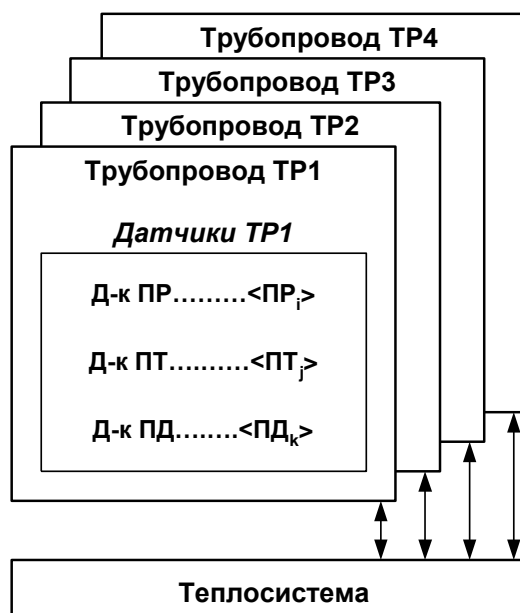 Трубопровод ТР4
Трубопровод ТР3
Трубопровод ТР2
Трубопровод ТР1
Датчики ТР1
Д-к ПР.........<ПРi>
Д-к ПТ..........<ПТj>
Д-к ПД........<ПДk>
Теплосистема